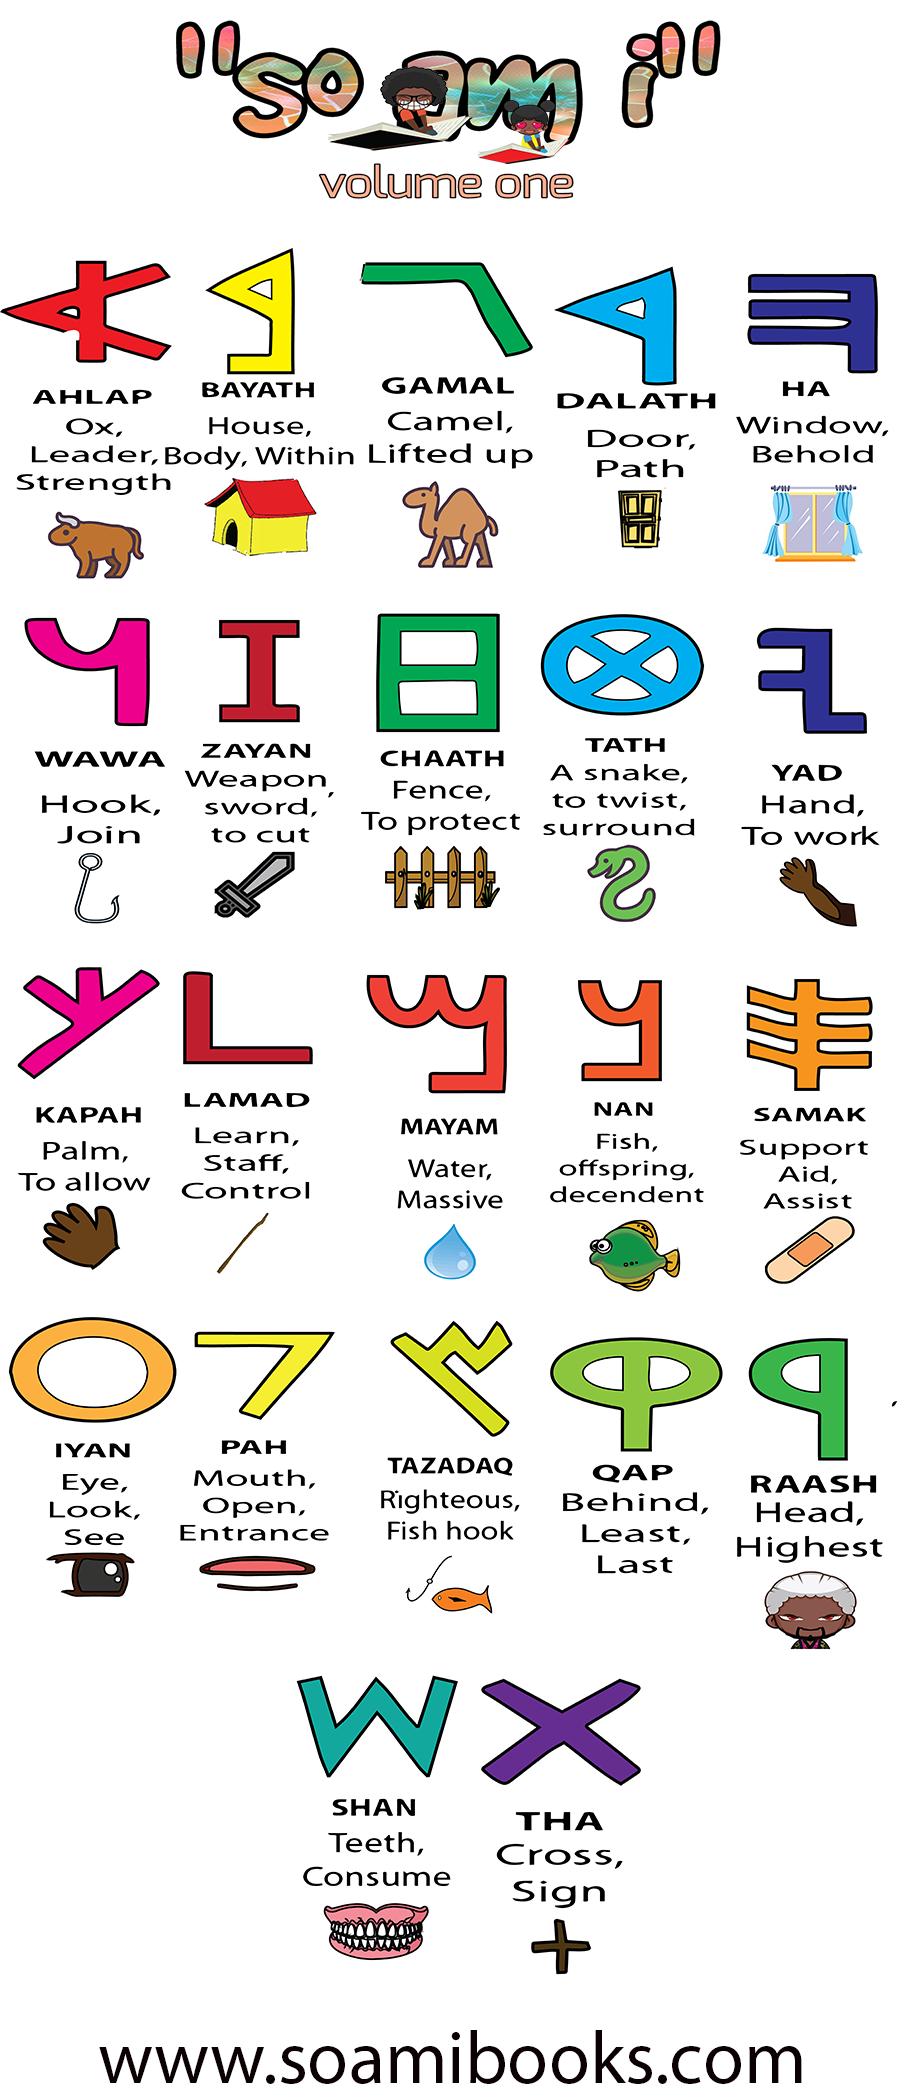 "so am i"
volume one
𐤀 𐤁 𐤂 𐤃 𐤄
AHLAP
Ox,
Leader,
Strength
BAYATH
House,
Body, Within
GAMAL
Camel,
Lifted up
DALATH
Door,
Path
HA
Window,
Behold
𐤅 𐤆 𐤇 𐤈 𐤉
WAWA
Hook,
Join
ZAYAN
Weapon,
sword,
to cut
CHAATH
Fence,
To protect
TATH
A snake,
to twist,
surround
YAD
Hand,
To work
𐤊 𐤋 𐤌 𐤍 𐤎
KAPAH
Palm,
To allow
LAMAD
Learn,
Staff,
Control
MAYAM
Water,
Massive
NAN
Fish,
offspring,
decendent
SAMAK
Support
Aid,
Assist
𐤏 𐤐 𐤑 𐤒 𐤓
IYAN
Eye,
Look,
See
PAH
Mouth,
Open,
Entrance
TAZADAQ
Righteous,
Fish hook
QAP
Behind,
Least,
Last
RAASH
Head,
Highest
𐤔 𐤕
SHAN
Teeth,
Consume
THA
Cross,
Sign
www.soamibooks.com